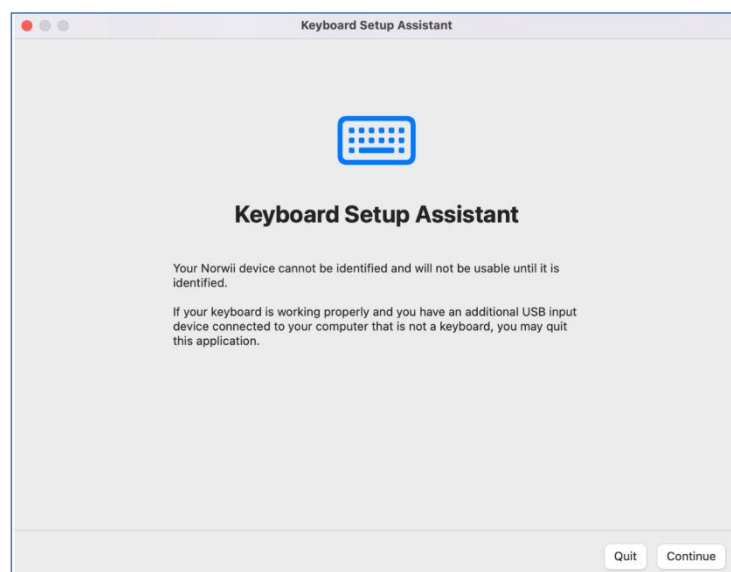 Keyboard Setup Assistant
Keyboard Setup Assistant
Your Norwii device cannot be identified and will not be usable until it is
identified.
If your keyboard is working properly and you have an additional USB input
device connected to your computer that is not a keyboard, you may quit
this application.
Quit
Continue